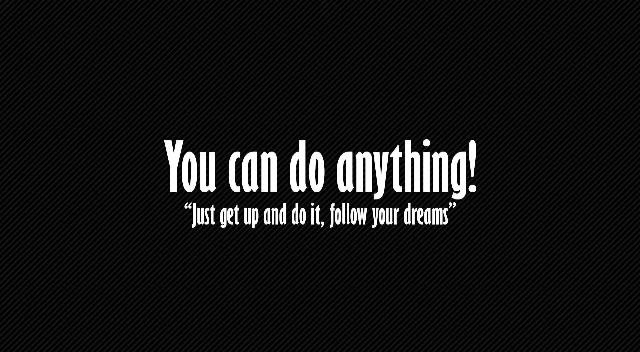 You can do anything!
“Just get up and do it, follow your dreams”